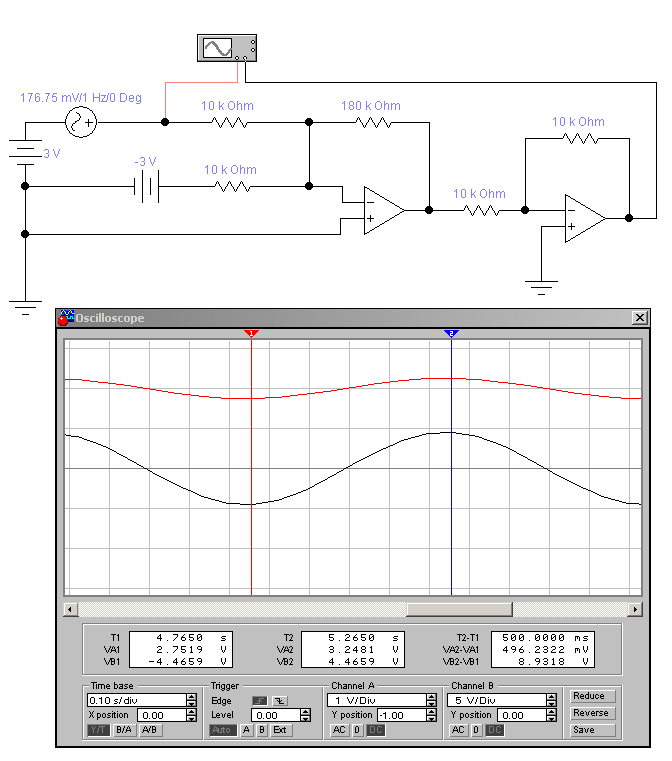 176.75 mV/1 Hz/0 Deg
10 k Ohm
180 k Ohm
10 k Ohm
3 V
-3 V
10 k Ohm
10 k Ohm
Oscilloscope
1 2
T1 4.7650 s T2 5.2650 s T2-T1 500.0000 ms
VA1 2.7519 V VA2 3.2481 V VA2-VA1 496.2322 mV
VB1 -4.4659 V VB2 4.4659 V VB2-VB1 8.9318 V
Time base Trigger Channel A Channel B
0.10 s/div Edge 1 V/Div 5 V/Div Reduce
X position 0.00 Level 0.00 Y position -1.00 Y position 0.00 Reverse
Y/T B/A A/B Auto A B Ext AC 0 DC AC 0 DC Save